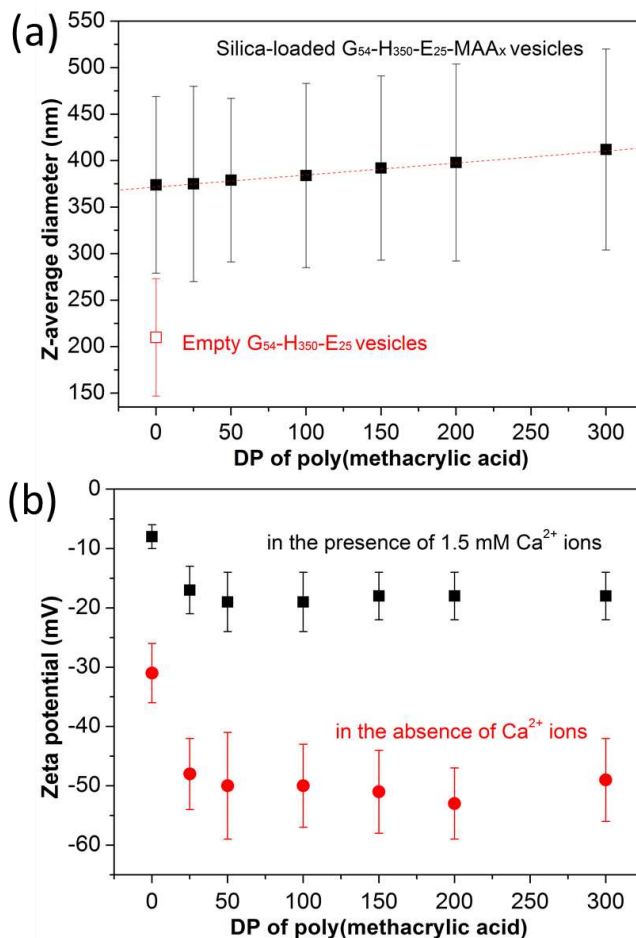 (a)
Silica-loaded G₅₄-H₃₅₀-E₂₅-MAAₓ vesicles
Empty G₅₄-H₃₅₀-E₂₅ vesicles
Z-average diameter (nm)
550
500
450
400
350
300
250
200
150
0 50 100 150 200 250 300
DP of poly(methacrylic acid)
(b)
in the presence of 1.5 mM Ca²⁺ ions
in the absence of Ca²⁺ ions
Zeta potential (mV)
0
-10
-20
-30
-40
-50
-60
0 50 100 150 200 250 300
DP of poly(methacrylic acid)